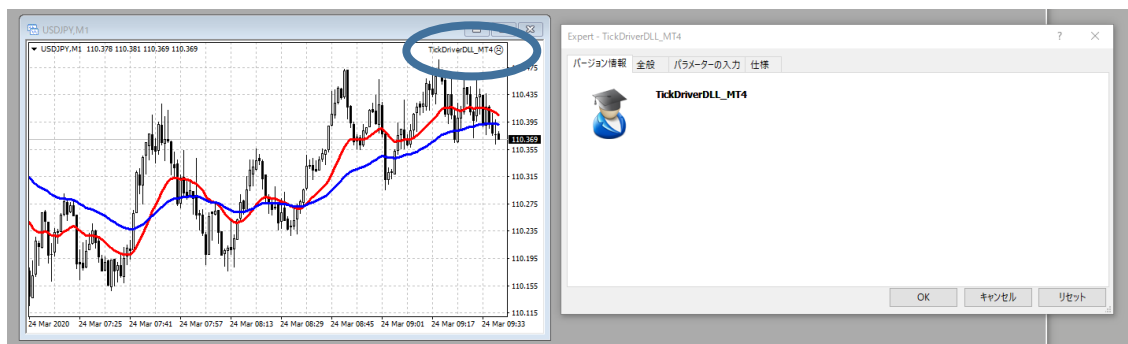 USDJPY,M1
USDJPY,M1 110.378 110.381 110.369 110.369
TickDriverDLL_MT4
110.435
110.395
110.369
110.355
110.315
110.275
110.235
110.195
110.155
110.115
24 Mar 2020 24 Mar 07:25 24 Mar 07:41 24 Mar 07:57 24 Mar 08:13 24 Mar 08:29 24 Mar 08:45 24 Mar 09:01 24 Mar 09:17 24 Mar 09:33
Expert - TickDriverDLL_MT4
バージョン情報 全般 パラメーターの入力 仕様
TickDriverDLL_MT4
OK キャンセル リセット